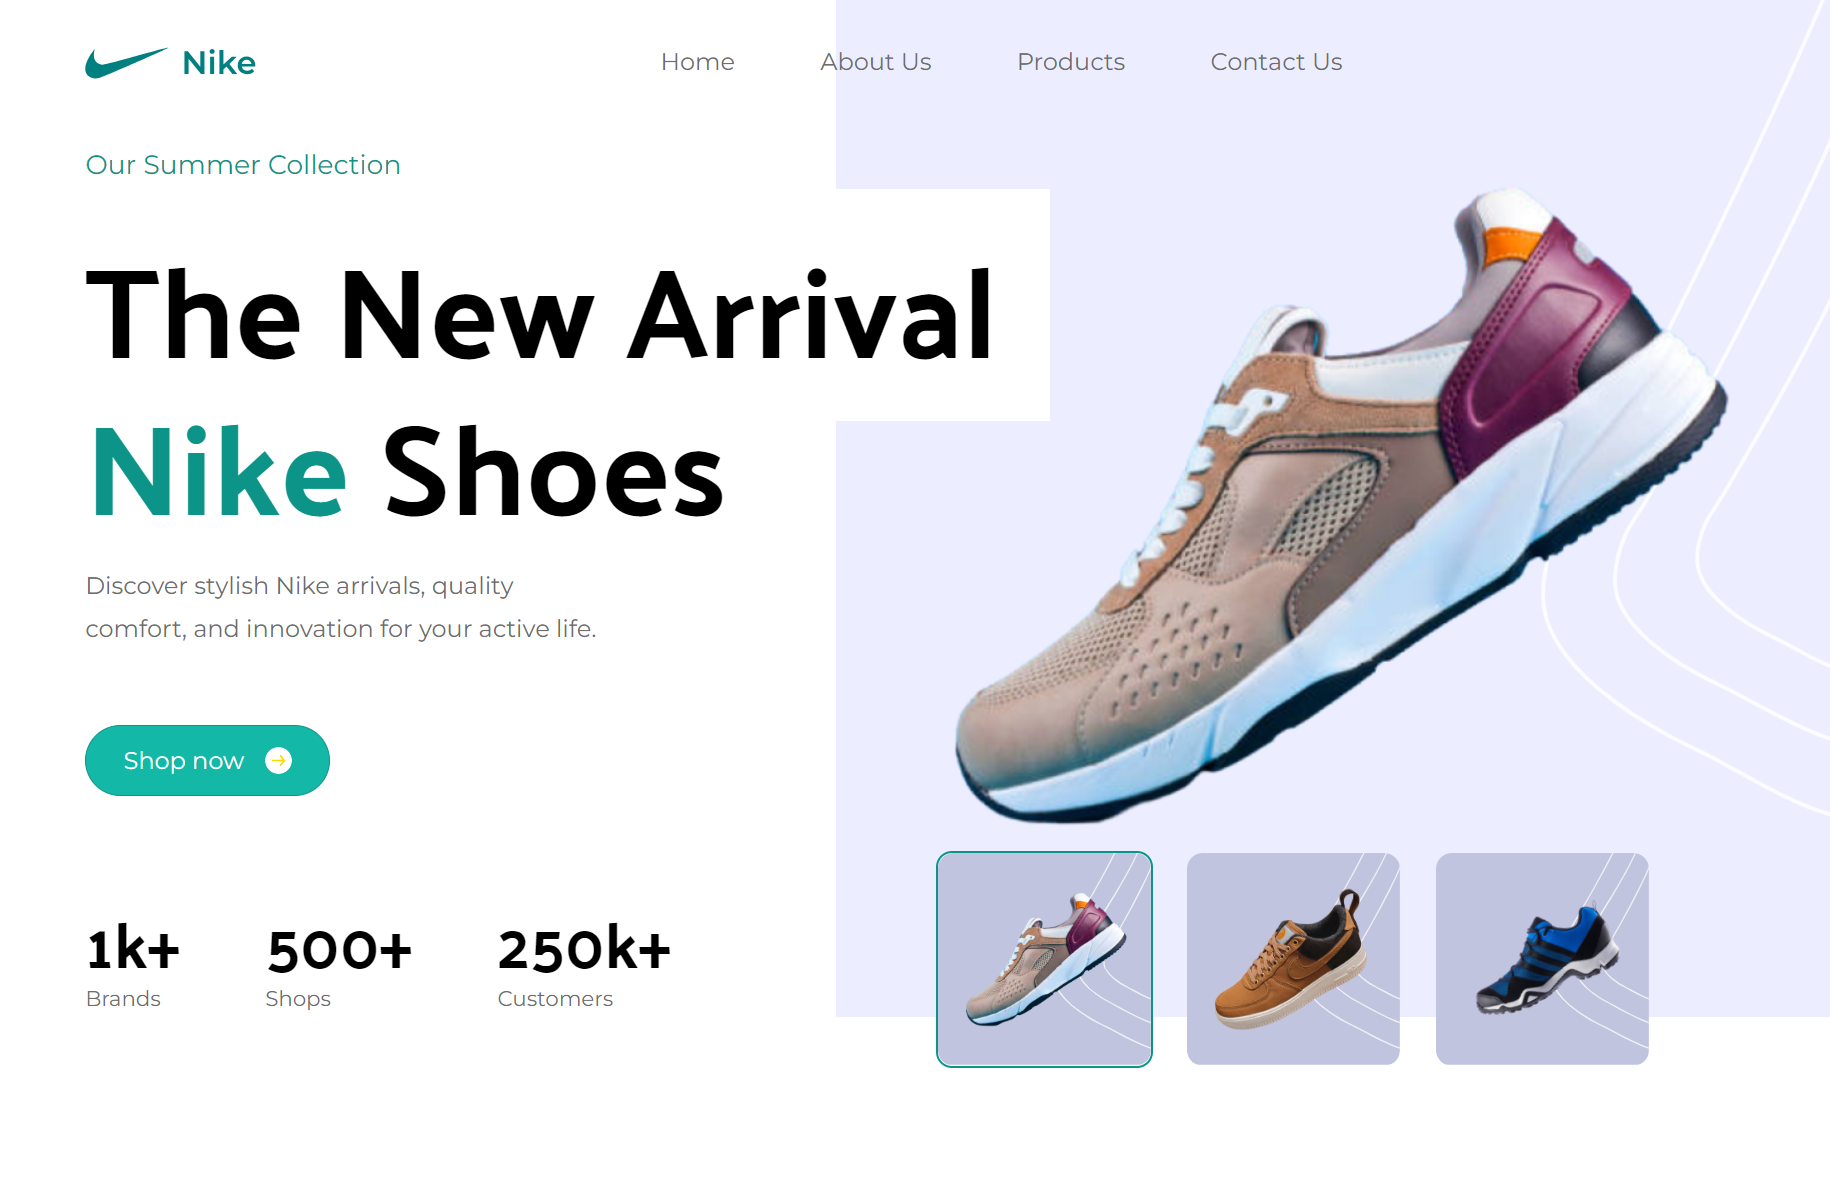 Nike
Home
About Us
Products
Contact Us
Our Summer Collection
The New Arrival
Nike Shoes
Discover stylish Nike arrivals, quality
comfort, and innovation for your active life.
Shop now
1k+
Brands
500+
Shops
250k+
Customers